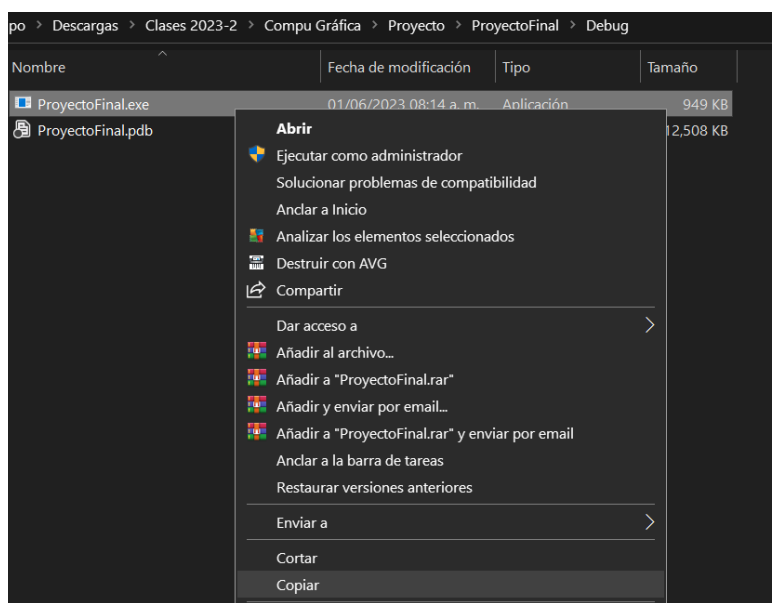 po > Descargas > Clases 2023-2 > Compu Gráfica > Proyecto > ProyectoFinal > Debug
Nombre Fecha de modificación Tipo Tamaño
ProyectoFinal.exe 01/06/2023 08:14 a. m. Aplicación 949 KB
ProyectoFinal.pdb 12,508 KB
Abrir
Ejecutar como administrador
Solucionar problemas de compatibilidad
Anclar a Inicio
Analizar los elementos seleccionados
Destruir con AVG
Compartir
Dar acceso a
Añadir al archivo...
Añadir a "ProyectoFinal.rar"
Añadir y enviar por email...
Añadir a "ProyectoFinal.rar" y enviar por email
Anclar a la barra de tareas
Restaurar versiones anteriores
Enviar a
Cortar
Copiar